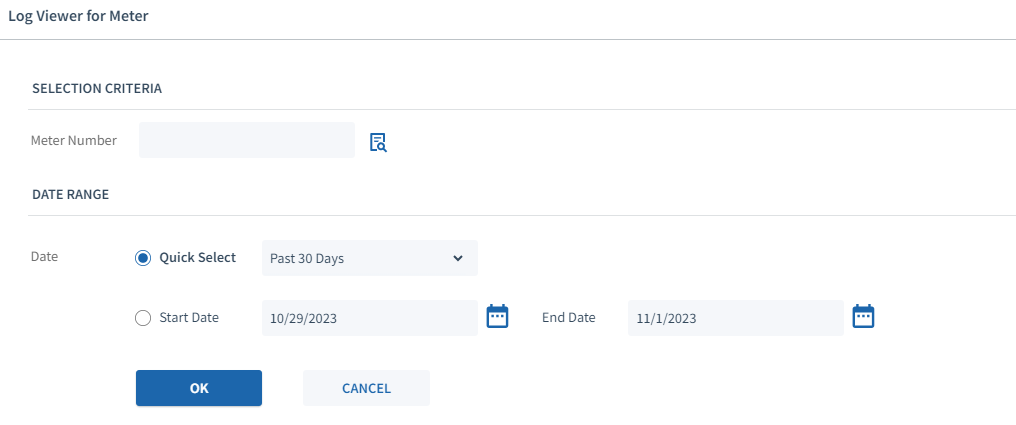 Log Viewer for Meter
SELECTION CRITERIA
Meter Number
DATE RANGE
Date Quick Select Past 30 Days
Start Date 10/29/2023 End Date 11/1/2023
OK CANCEL